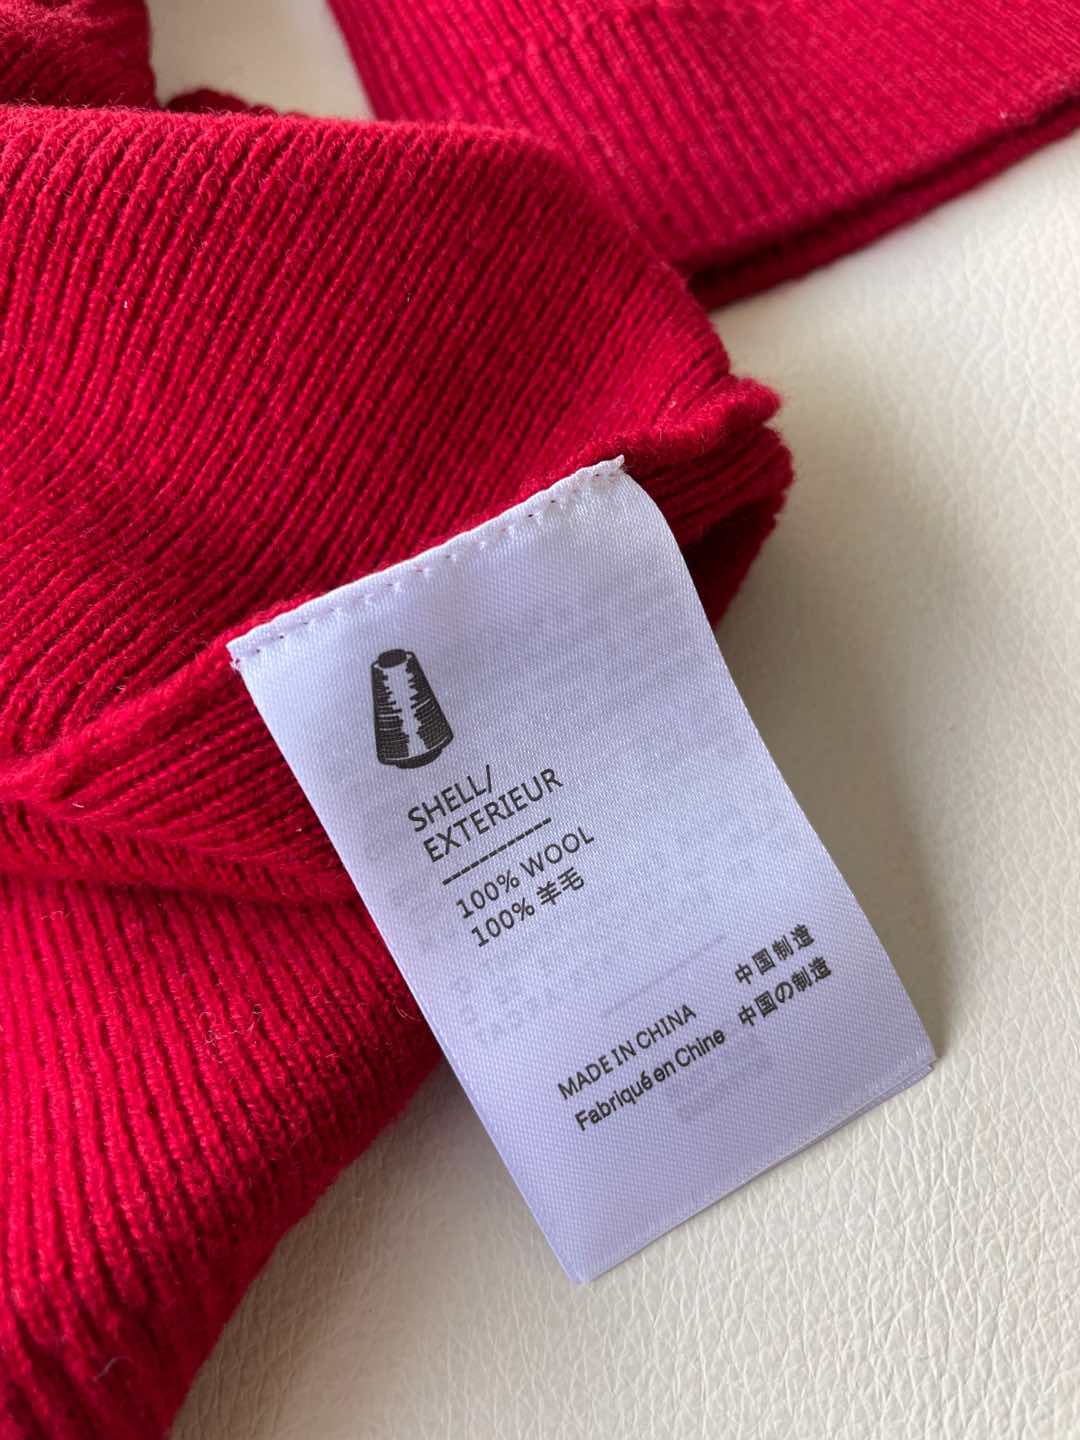 SHELL/
EXTERIEUR
------------
100% WOOL
100% 羊毛
MADE IN CHINA 中国制造
Fabriqué en Chine 中国の制造